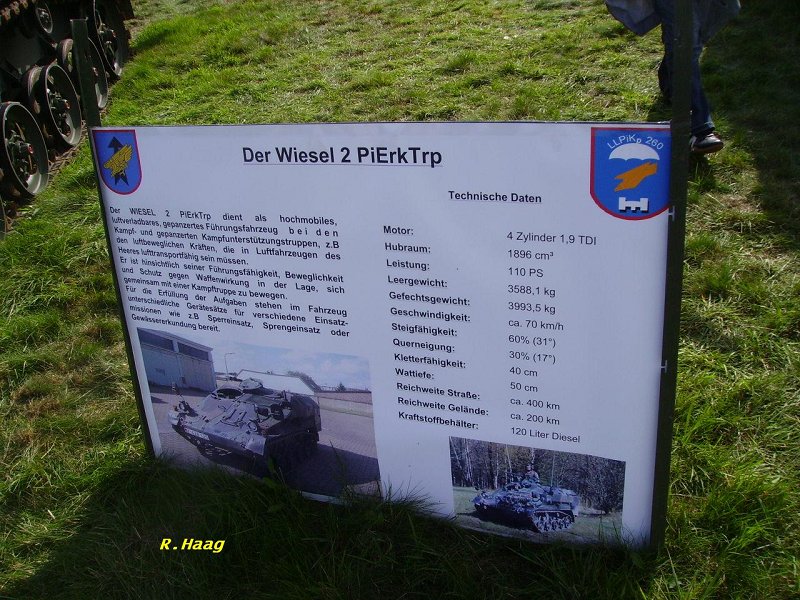 Der Wiesel 2 PiErkTrp
LLPiKp 260
Der WIESEL 2 PiErkTrp dient als hochmobiles,
luftverladbares, gepanzertes Führungsfahrzeug bei den
Kampf- und gepanzerten Kampfunterstützungstruppen, z.B
den luftbeweglichen Kräften, die in Luftfahrzeugen des
Heeres lufttransportfähig sein müssen.
Er ist hinsichtlich seiner Führungsfähigkeit, Beweglichkeit
und Schutz gegen Waffenwirkung in der Lage, sich
gemeinsam mit einer Kampftruppe zu bewegen.
Für die Erfüllung der Aufgaben stehen im Fahrzeug
unterschiedliche Gerätesätze für verschiedene Einsatz-
missionen wie z.B Sperreinsatz, Sprengeinsatz oder
Gewässererkundung bereit.
Technische Daten
Motor: 4 Zylinder 1,9 TDI
Hubraum: 1896 cm³
Leistung: 110 PS
Leergewicht: 3588,1 kg
Gefechtsgewicht: 3993,5 kg
Geschwindigkeit: ca. 70 km/h
Steigfähigkeit: 60% (31°)
Querneigung: 30% (17°)
Kletterfähigkeit: 40 cm
Wattiefe: 50 cm
Reichweite Straße: ca. 400 km
Reichweite Gelände: ca. 200 km
Kraftstoffbehälter: 120 Liter Diesel
R.Haag